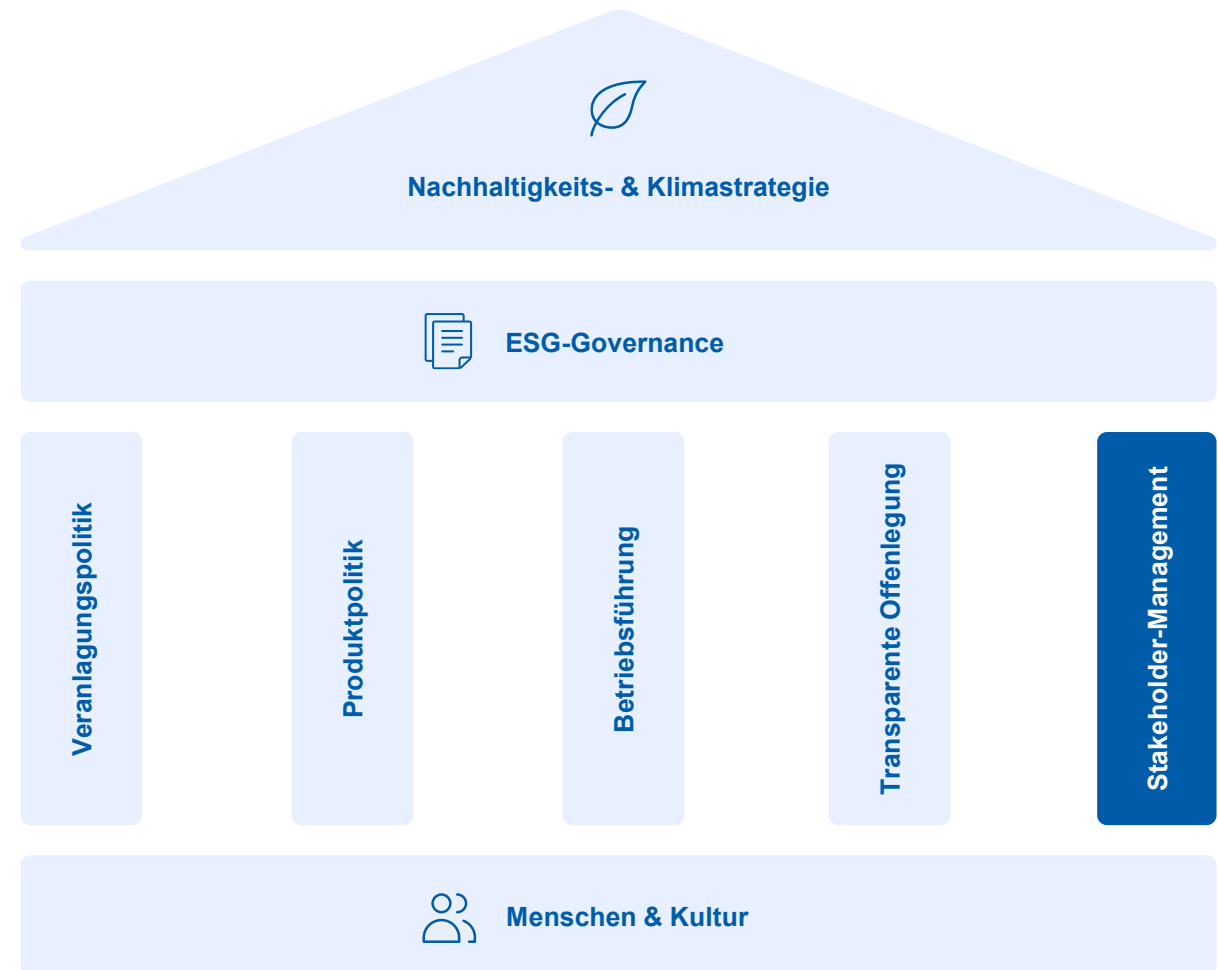 Nachhaltigkeits- & Klimastrategie
ESG-Governance
Veranlagungspolitik
Produktpolitik
Betriebsführung
Transparente Offenlegung
Stakeholder-Management
Menschen & Kultur